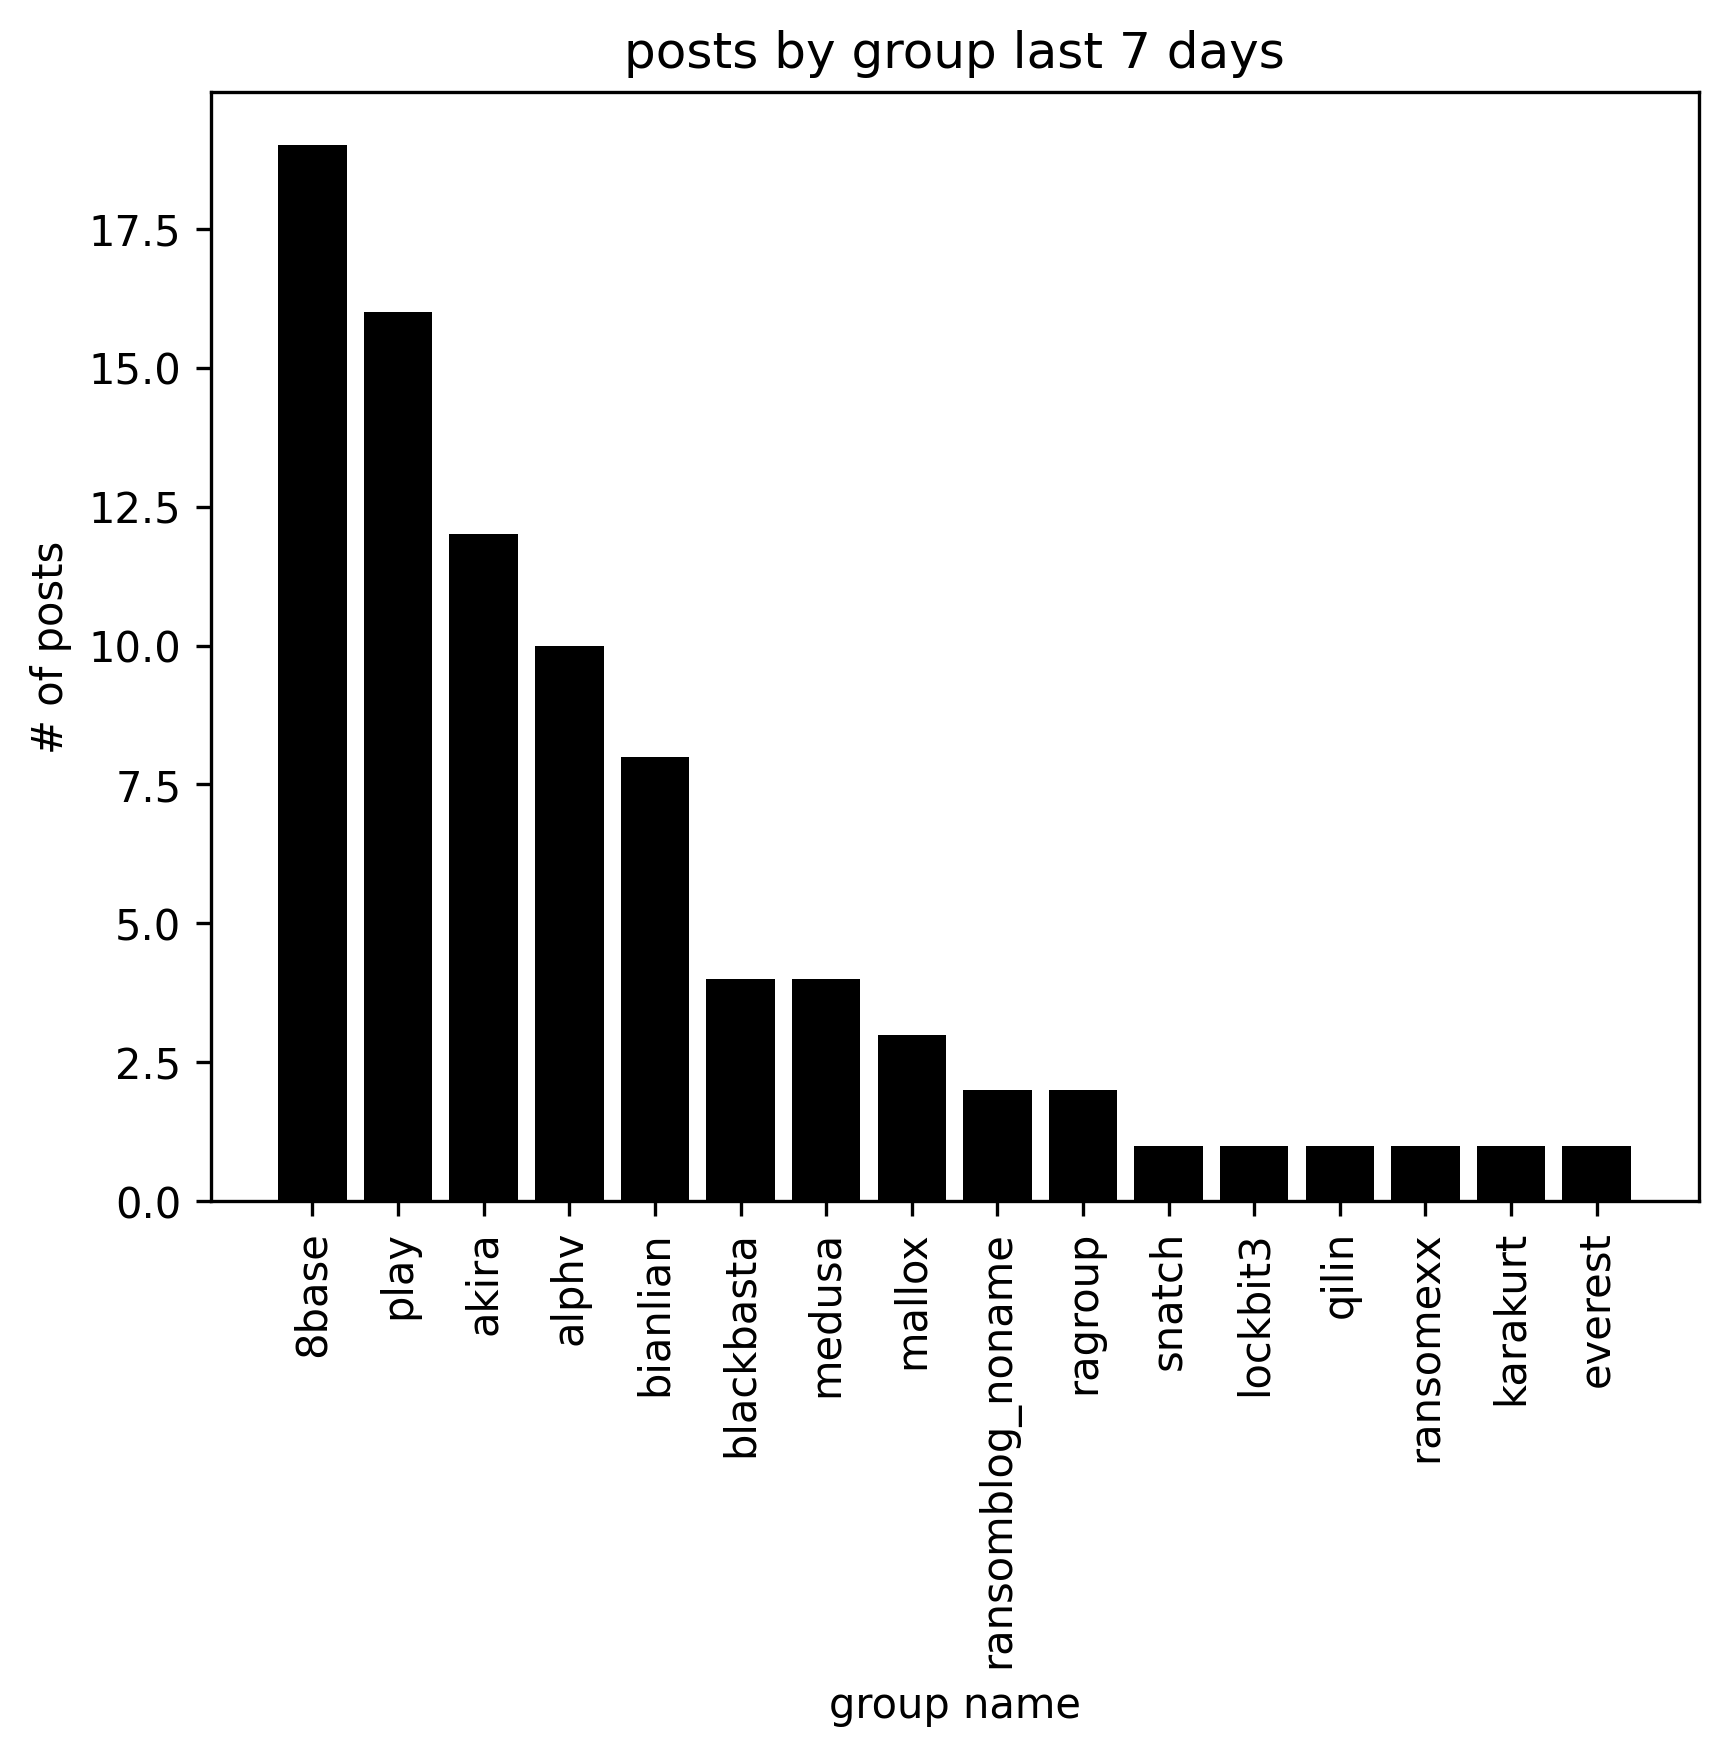 posts by group last 7 days
# of posts
17.5
15.0
12.5
10.0
7.5
5.0
2.5
0.0
8base
play
akira
alphv
bianlian
blackbasta
medusa
mallox
ransomblog_noname
ragroup
snatch
lockbit3
qilin
ransomexx
karakurt
everest
group name